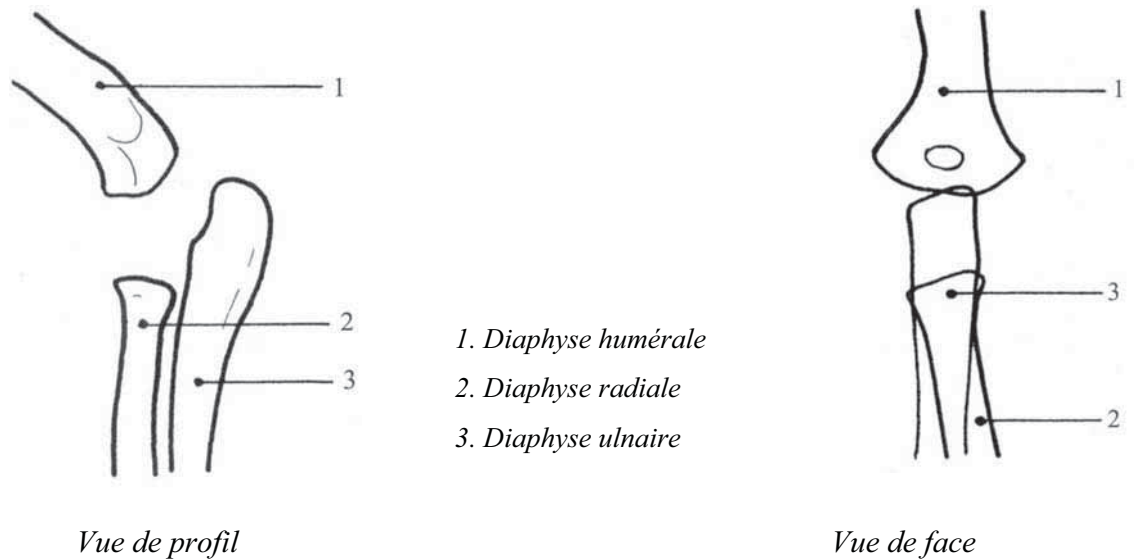 1
2
3
1. Diaphyse humérale
2. Diaphyse radiale
3. Diaphyse ulnaire
1
3
2
Vue de profil
Vue de face